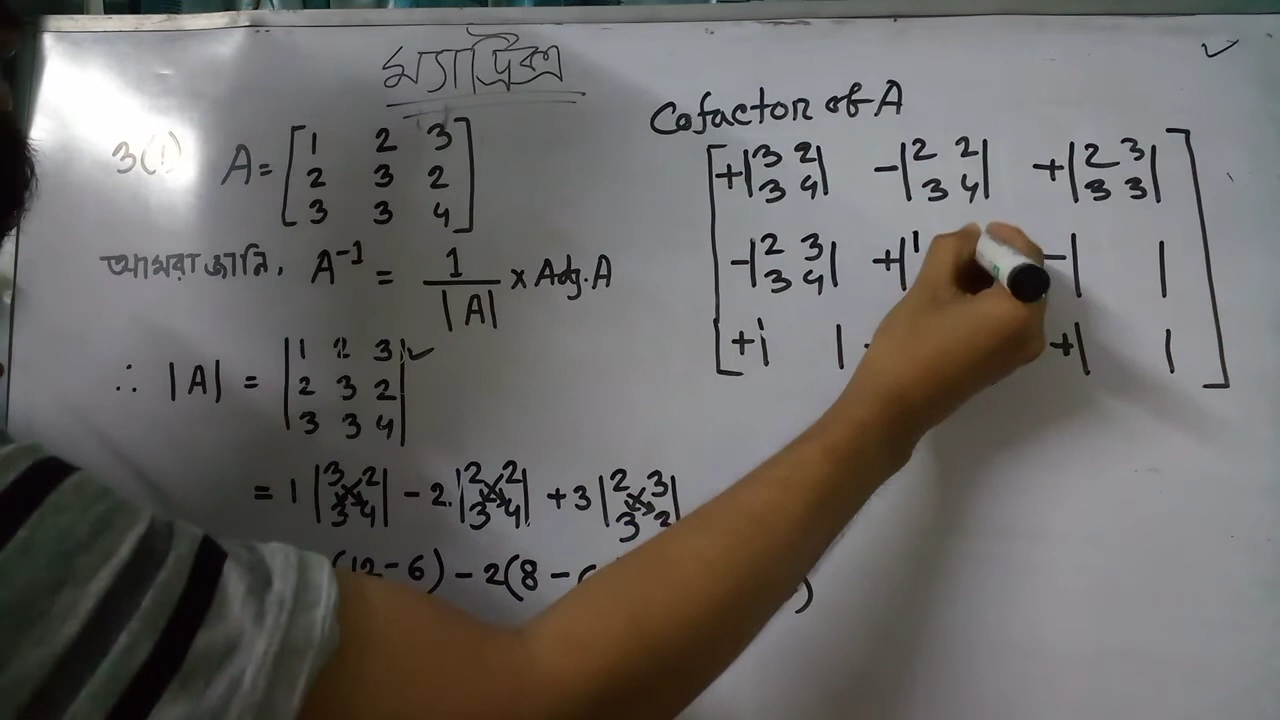 ম্যাট্রিক্স
3(1) A = [1 2 3
2 3 2
3 3 4]
আমরা জানি, A⁻¹ = 1/|A| × Adj. A
∴ |A| = |1 2 3| ✓
|2 3 2|
|3 3 4|
= 1 |3 2| − 2. |2 2| + 3 |2 3|
|3 4| |3 4| |3 2|
(12 − 6) − 2(8 − )
Cofactor of A
[+|3 2| −|2 2| +|2 3|]
|3 4| |3 4| |3 3|
−|2 3| +|1 −| |
|3 4|
+| | +| |